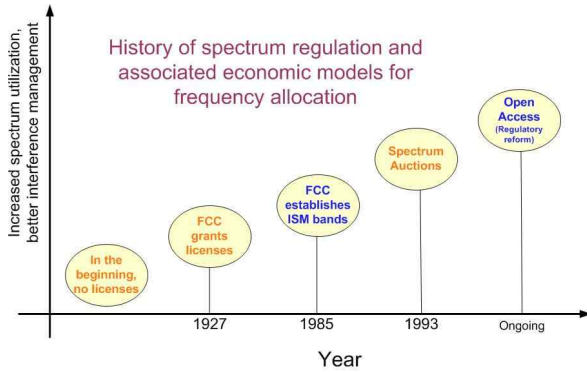 History of spectrum regulation and
associated economic models for
frequency allocation
Increased spectrum utilization,
better interference management
Open
Access
(Regulatory
reform)
Spectrum
Auctions
FCC
establishes
ISM bands
FCC
grants
licenses
In the
beginning,
no licenses
1927
1985
1993
Ongoing
Year